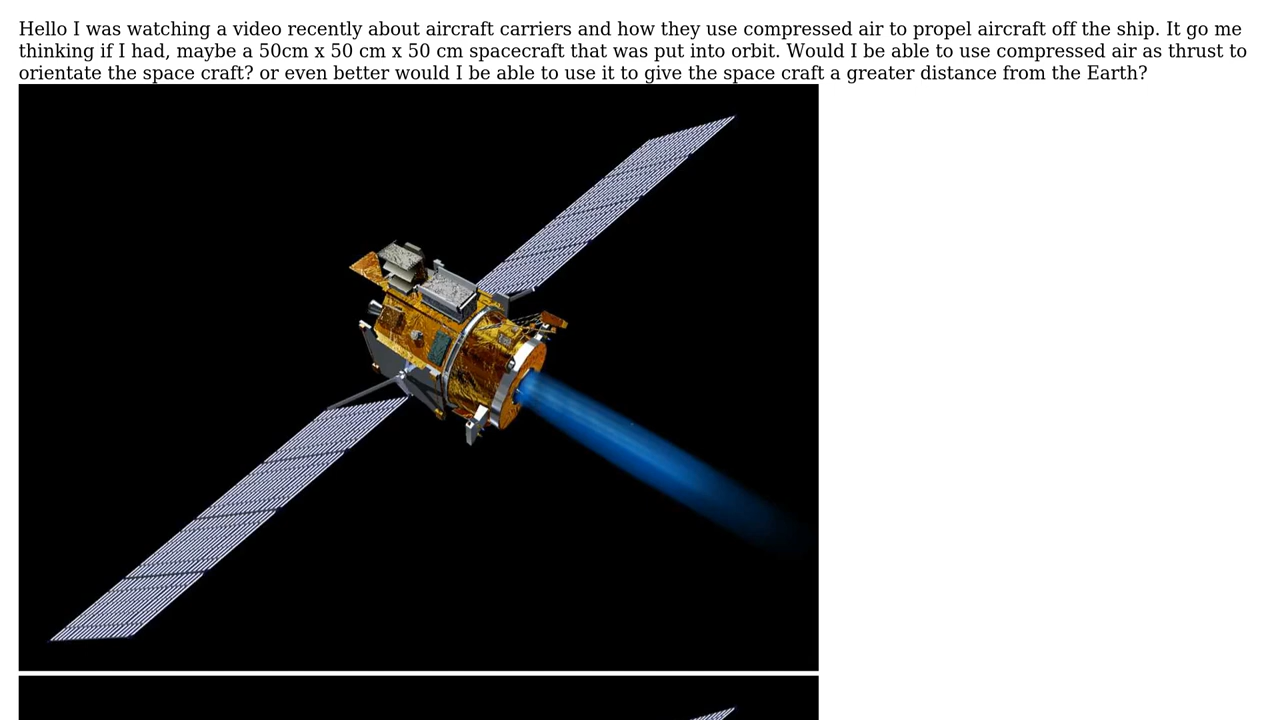 Hello I was watching a video recently about aircraft carriers and how they use compressed air to propel aircraft off the ship. It go me
thinking if I had, maybe a 50cm x 50 cm x 50 cm spacecraft that was put into orbit. Would I be able to use compressed air as thrust to
orientate the space craft? or even better would I be able to use it to give the space craft a greater distance from the Earth?